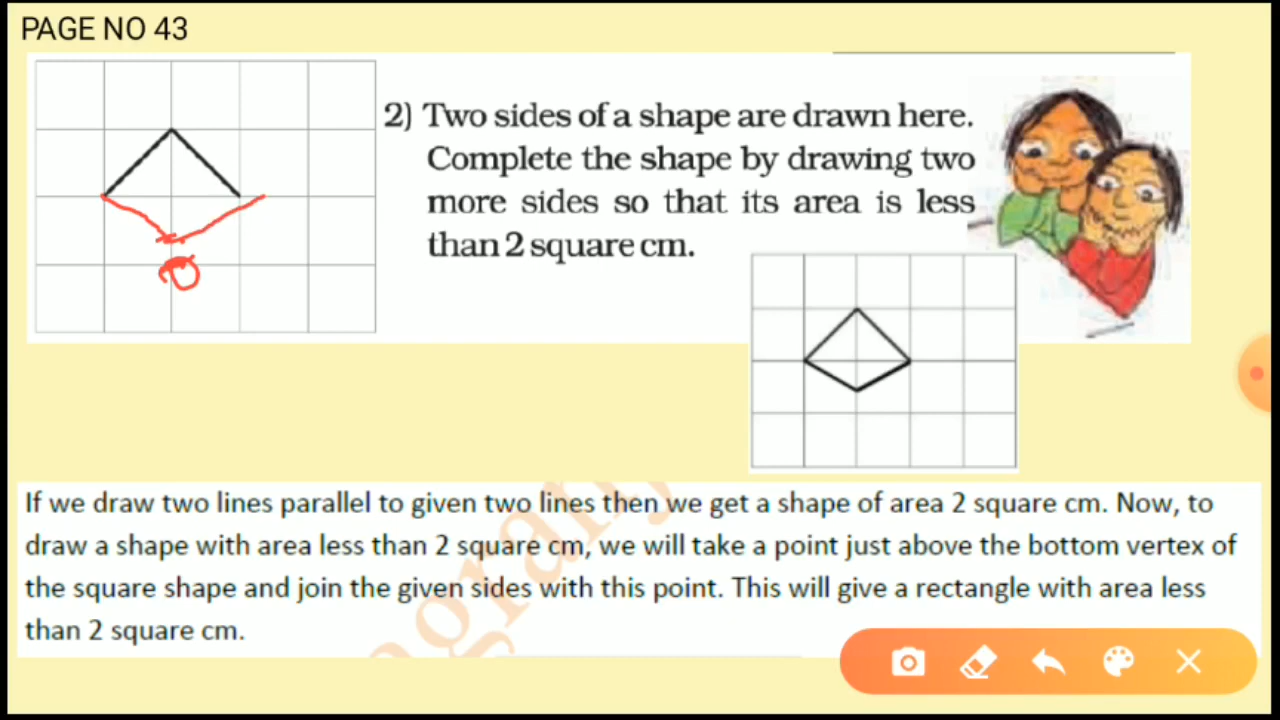 PAGE NO 43
2) Two sides of a shape are drawn here.
Complete the shape by drawing two
more sides so that its area is less
than 2 square cm.
If we draw two lines parallel to given two lines then we get a shape of area 2 square cm. Now, to
draw a shape with area less than 2 square cm, we will take a point just above the bottom vertex of
the square shape and join the given sides with this point. This will give a rectangle with area less
than 2 square cm.